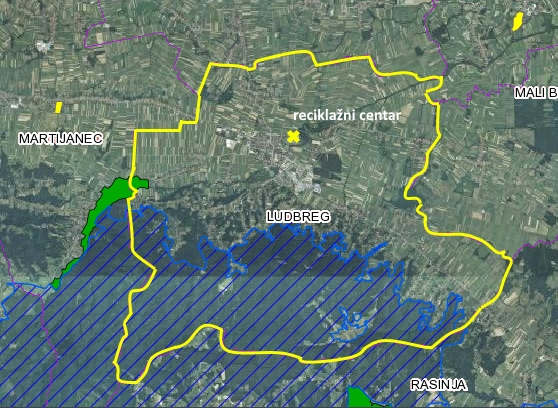 MALI B
reciklažni centar
MARTIJANEC
LUDBREG
RASINJA